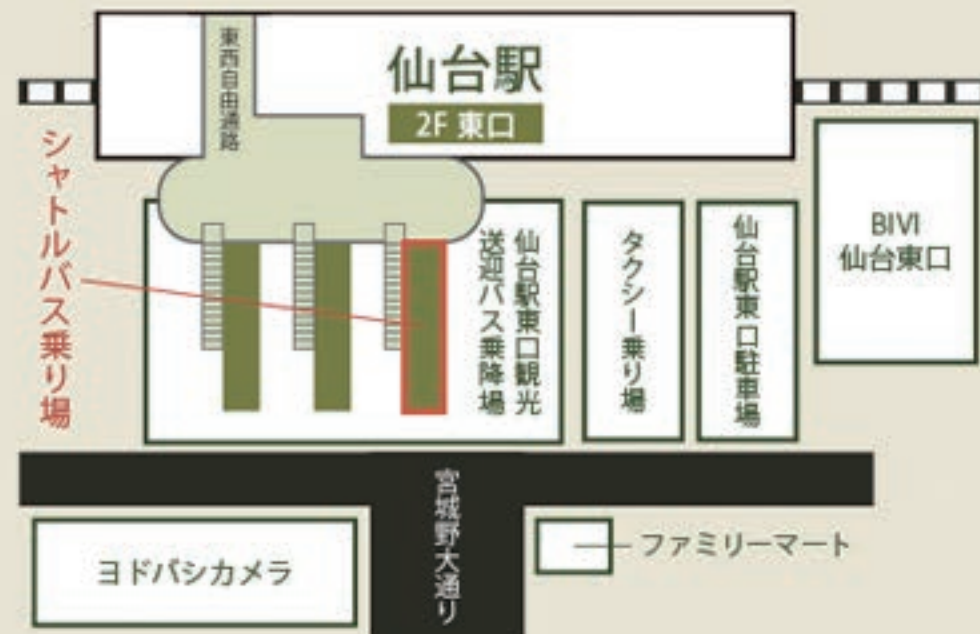 東西自由通路
仙台駅
2F 東口
シャトルバス乗り場
仙台駅東口観光
送迎バス乗降場
タクシー乗り場
仙台駅東口駐車場
BIVI
仙台東口
宮城野大通り
ヨドバシカメラ
ファミリーマート